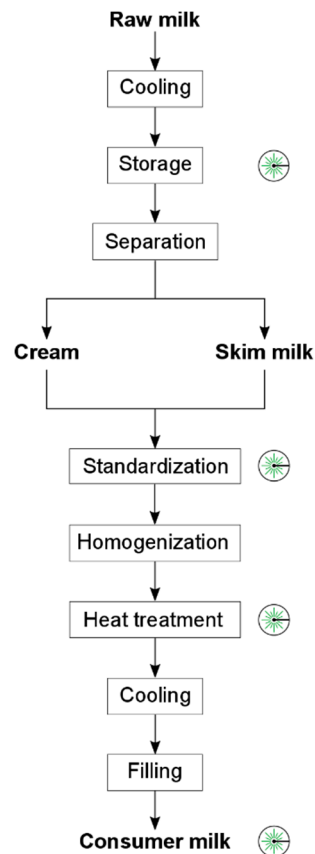 Raw milk
Cooling
Storage
Separation
Cream
Skim milk
Standardization
Homogenization
Heat treatment
Cooling
Filling
Consumer milk